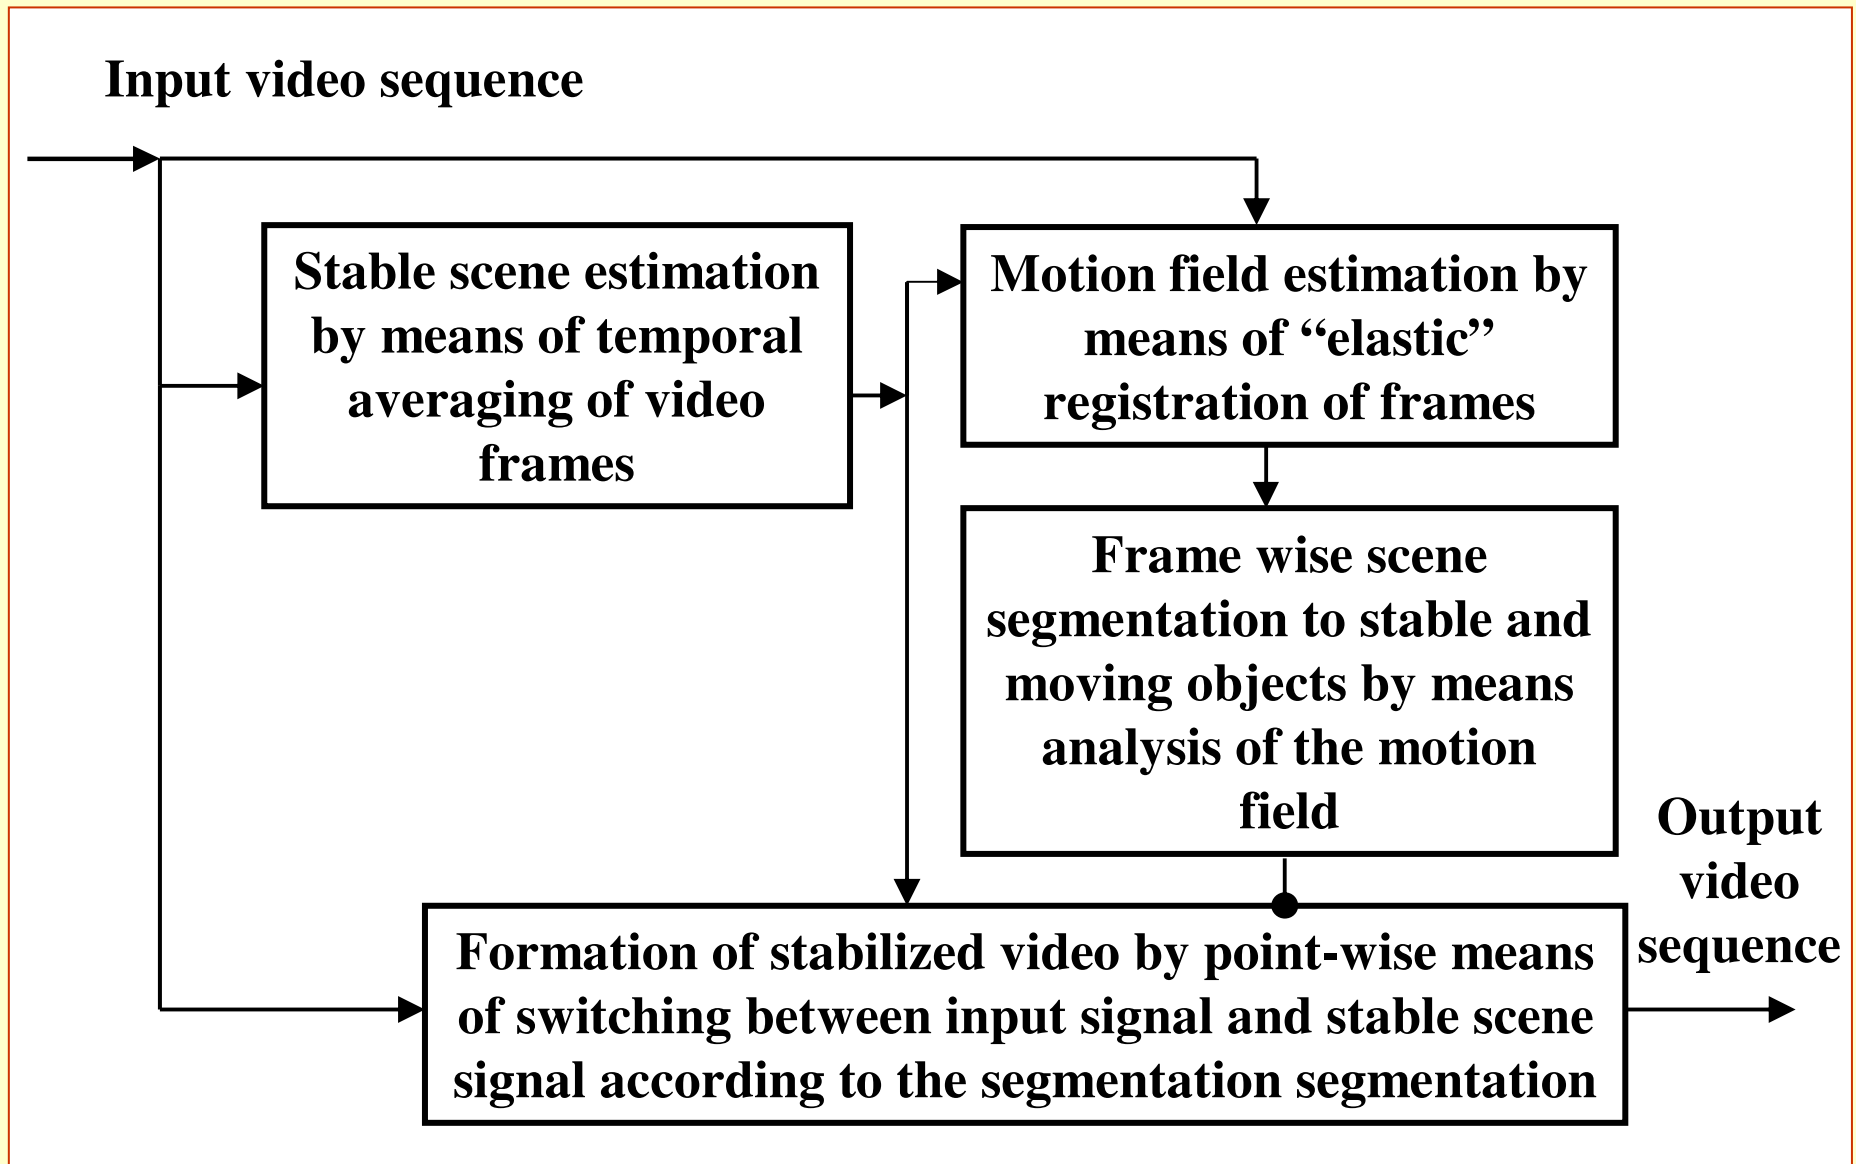 Input video sequence
Stable scene estimation
by means of temporal
averaging of video
frames
Motion field estimation by
means of “elastic”
registration of frames
Frame wise scene
segmentation to stable and
moving objects by means
analysis of the motion
field
Output
video
sequence
Formation of stabilized video by point-wise means
of switching between input signal and stable scene
signal according to the segmentation segmentation